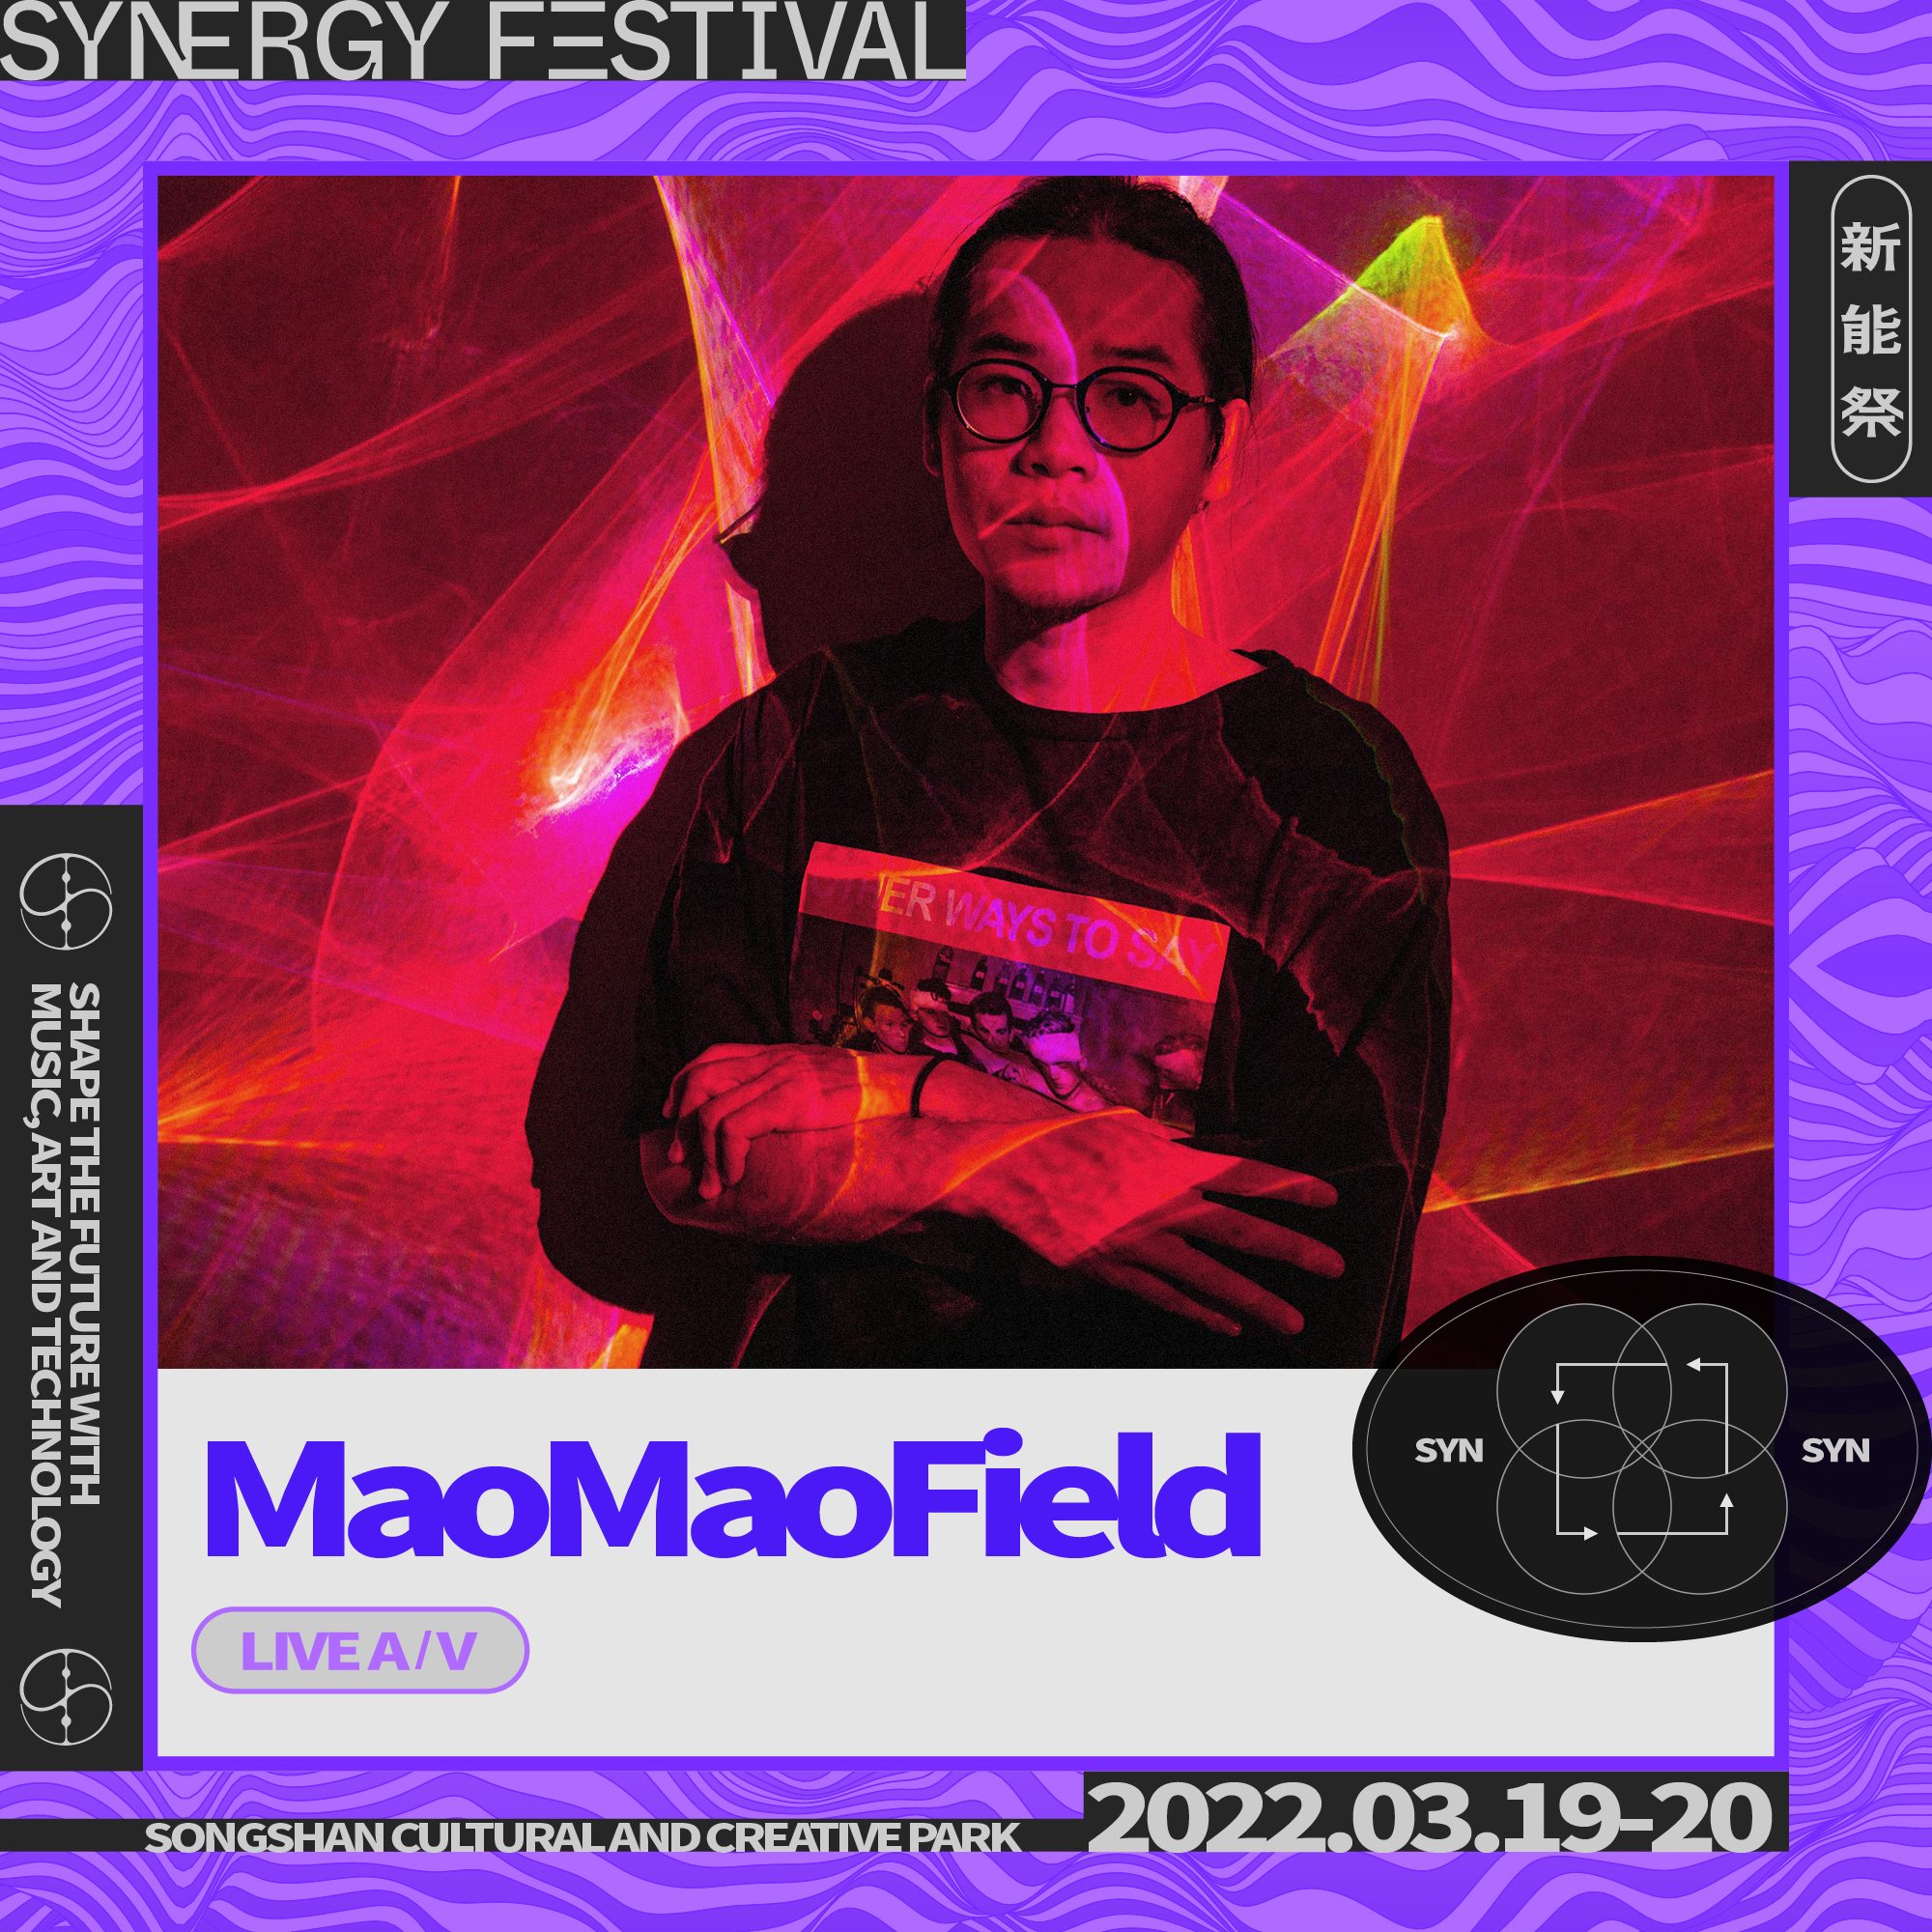 SYNERGY FESTIVAL
新能祭
ER WAYS TO SAY
SHAPE THE FUTURE WITH
MUSIC, ART AND TECHNOLOGY
SYN
SYN
MaoMaoField
LIVE A/V
SONGSHAN CULTURAL AND CREATIVE PARK
2022.03.19-20